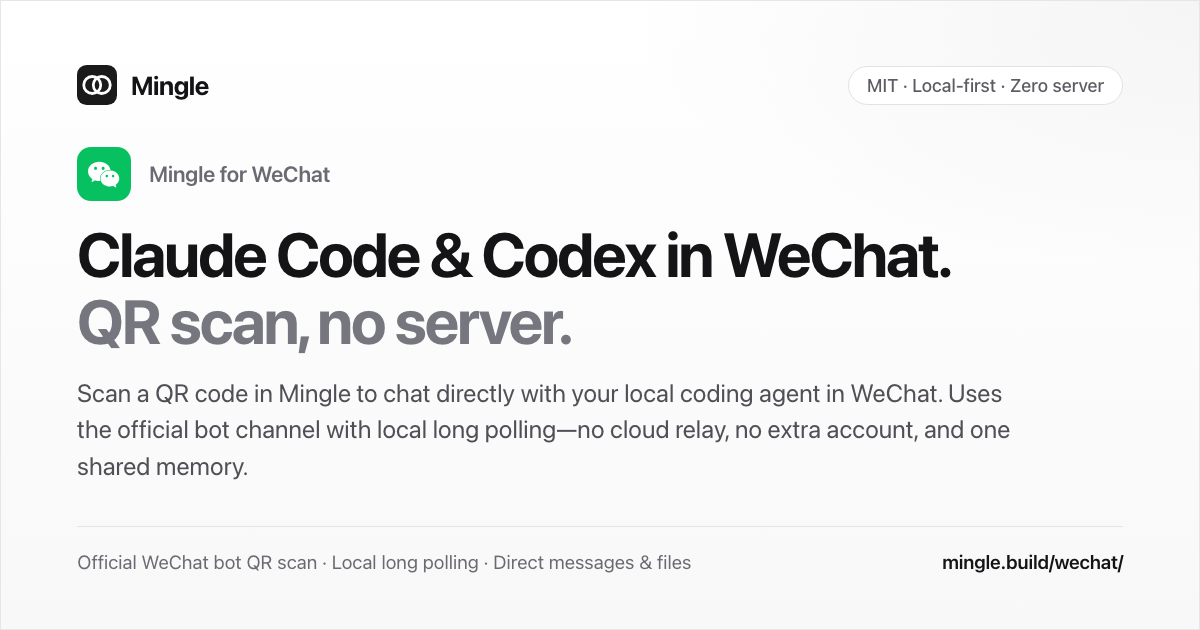 Mingle
MIT · Local-first · Zero server
Mingle for WeChat
Claude Code & Codex in WeChat.
QR scan, no server.
Scan a QR code in Mingle to chat directly with your local coding agent in WeChat. Uses
the official bot channel with local long polling—no cloud relay, no extra account, and one
shared memory.
Official WeChat bot QR scan · Local long polling · Direct messages & files
mingle.build/wechat/